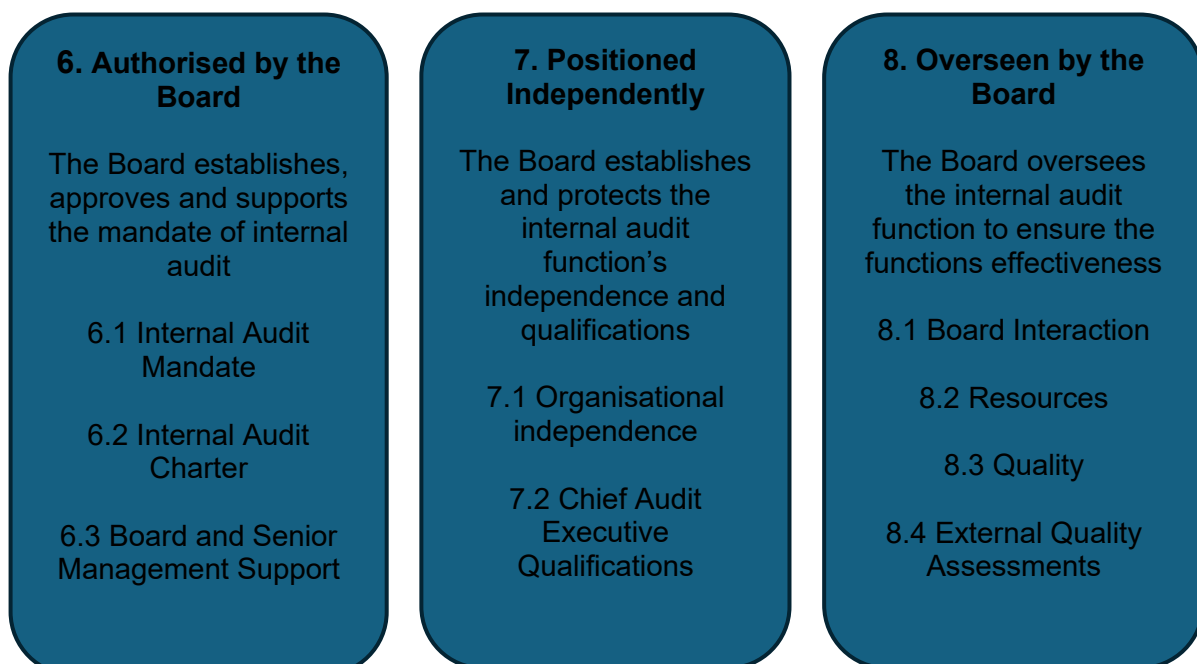 6. Authorised by the
Board
The Board establishes,
approves and supports
the mandate of internal
audit
6.1 Internal Audit
Mandate
6.2 Internal Audit
Charter
6.3 Board and Senior
Management Support
7. Positioned
Independently
The Board establishes
and protects the
internal audit
function’s
independence and
qualifications
7.1 Organisational
independence
7.2 Chief Audit
Executive
Qualifications
8. Overseen by the
Board
The Board oversees
the internal audit
function to ensure the
functions effectiveness
8.1 Board Interaction
8.2 Resources
8.3 Quality
8.4 External Quality
Assessments